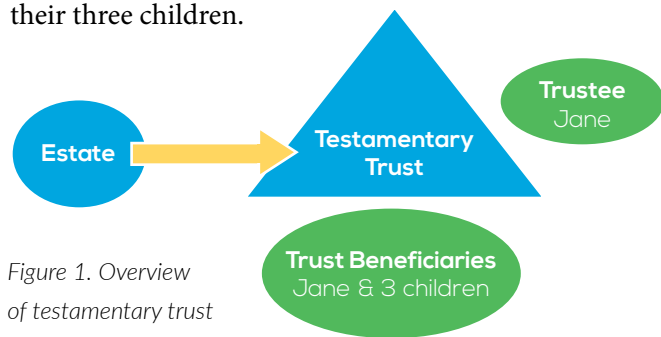 their three children.
Trustee
Jane
Estate
Testamentary
Trust
Trust Beneficiaries
Jane & 3 children
Figure 1. Overview
of testamentary trust